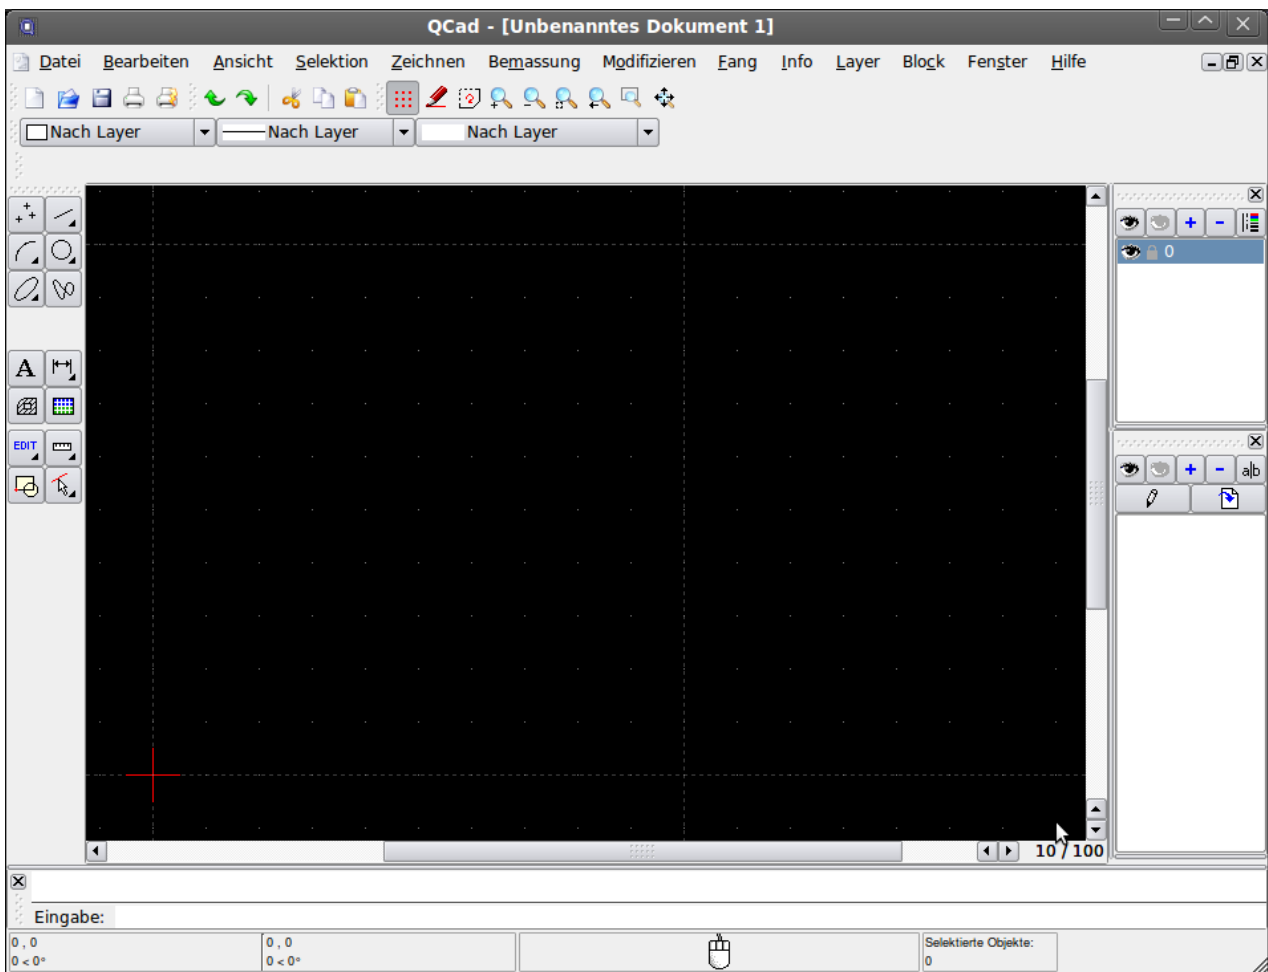 QCad - [Unbenanntes Dokument 1]
Datei Bearbeiten Ansicht Selektion Zeichnen Bemassung Modifizieren Fang Info Layer Block Fenster Hilfe
Nach Layer Nach Layer Nach Layer
0
A
EDIT
a|b
10 / 100
Eingabe:
0 , 0 0 , 0 Selektierte Objekte:
0 < 0° 0 < 0° 0